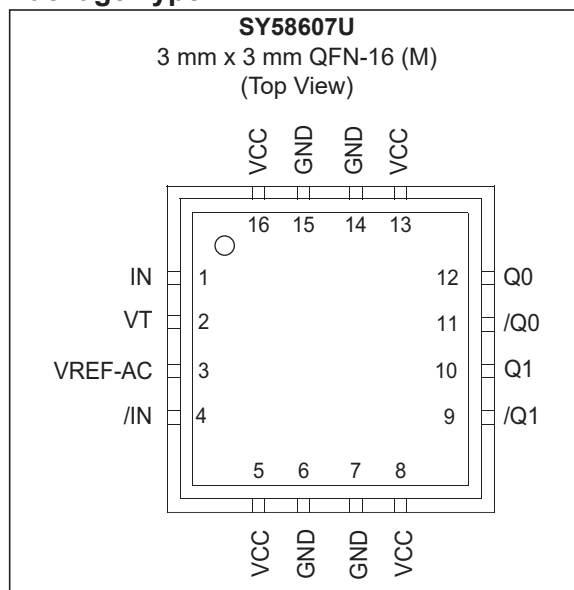 SY58607U
3 mm x 3 mm QFN-16 (M)
(Top View)
VCC GND GND VCC
16 15 14 13
IN 1 12 Q0
VT 2 11 /Q0
VREF-AC 3 10 Q1
/IN 4 9 /Q1
5 6 7 8
VCC GND GND VCC